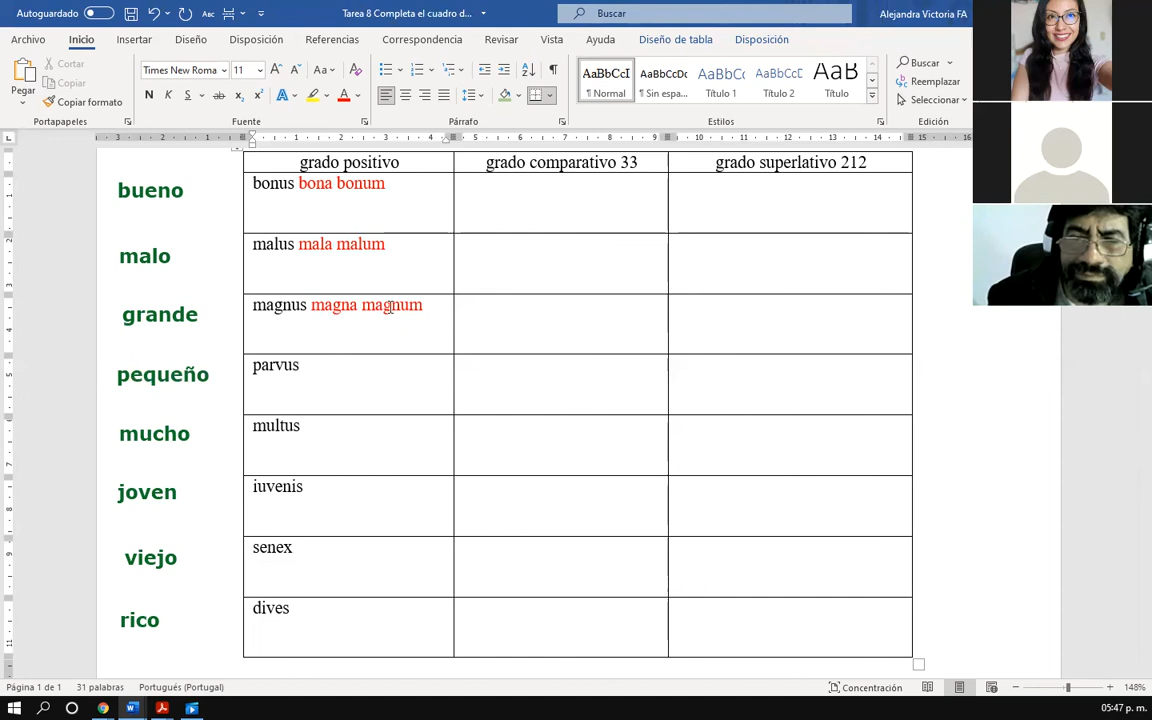 Autoguardado
Tarea 8 Completa el cuadro d...
Buscar
Alejandra Victoria FA
Archivo Inicio Insertar Diseño Disposición Referencias Correspondencia Revisar Vista Ayuda Diseño de tabla Disposición
Pegar
Cortar
Copiar
Copiar formato
Times New Roma 11
N K S
AaBbCcI
¶ Normal
AaBbCcDc
¶ Sin espa...
AaBbCc
Título 1
AaBbCcD
Título 2
AaB
Título
Buscar
Reemplazar
Seleccionar
Portapapeles Fuente Párrafo Estilos Edición
grado positivo grado comparativo 33 grado superlativo 212
bueno bonus bona bonum
malo malus mala malum
grande magnus magna magnum
pequeño parvus
mucho multus
joven iuvenis
viejo senex
rico dives
Página 1 de 1 31 palabras Portugués (Portugal) Concentración 148%
05:47 p. m.